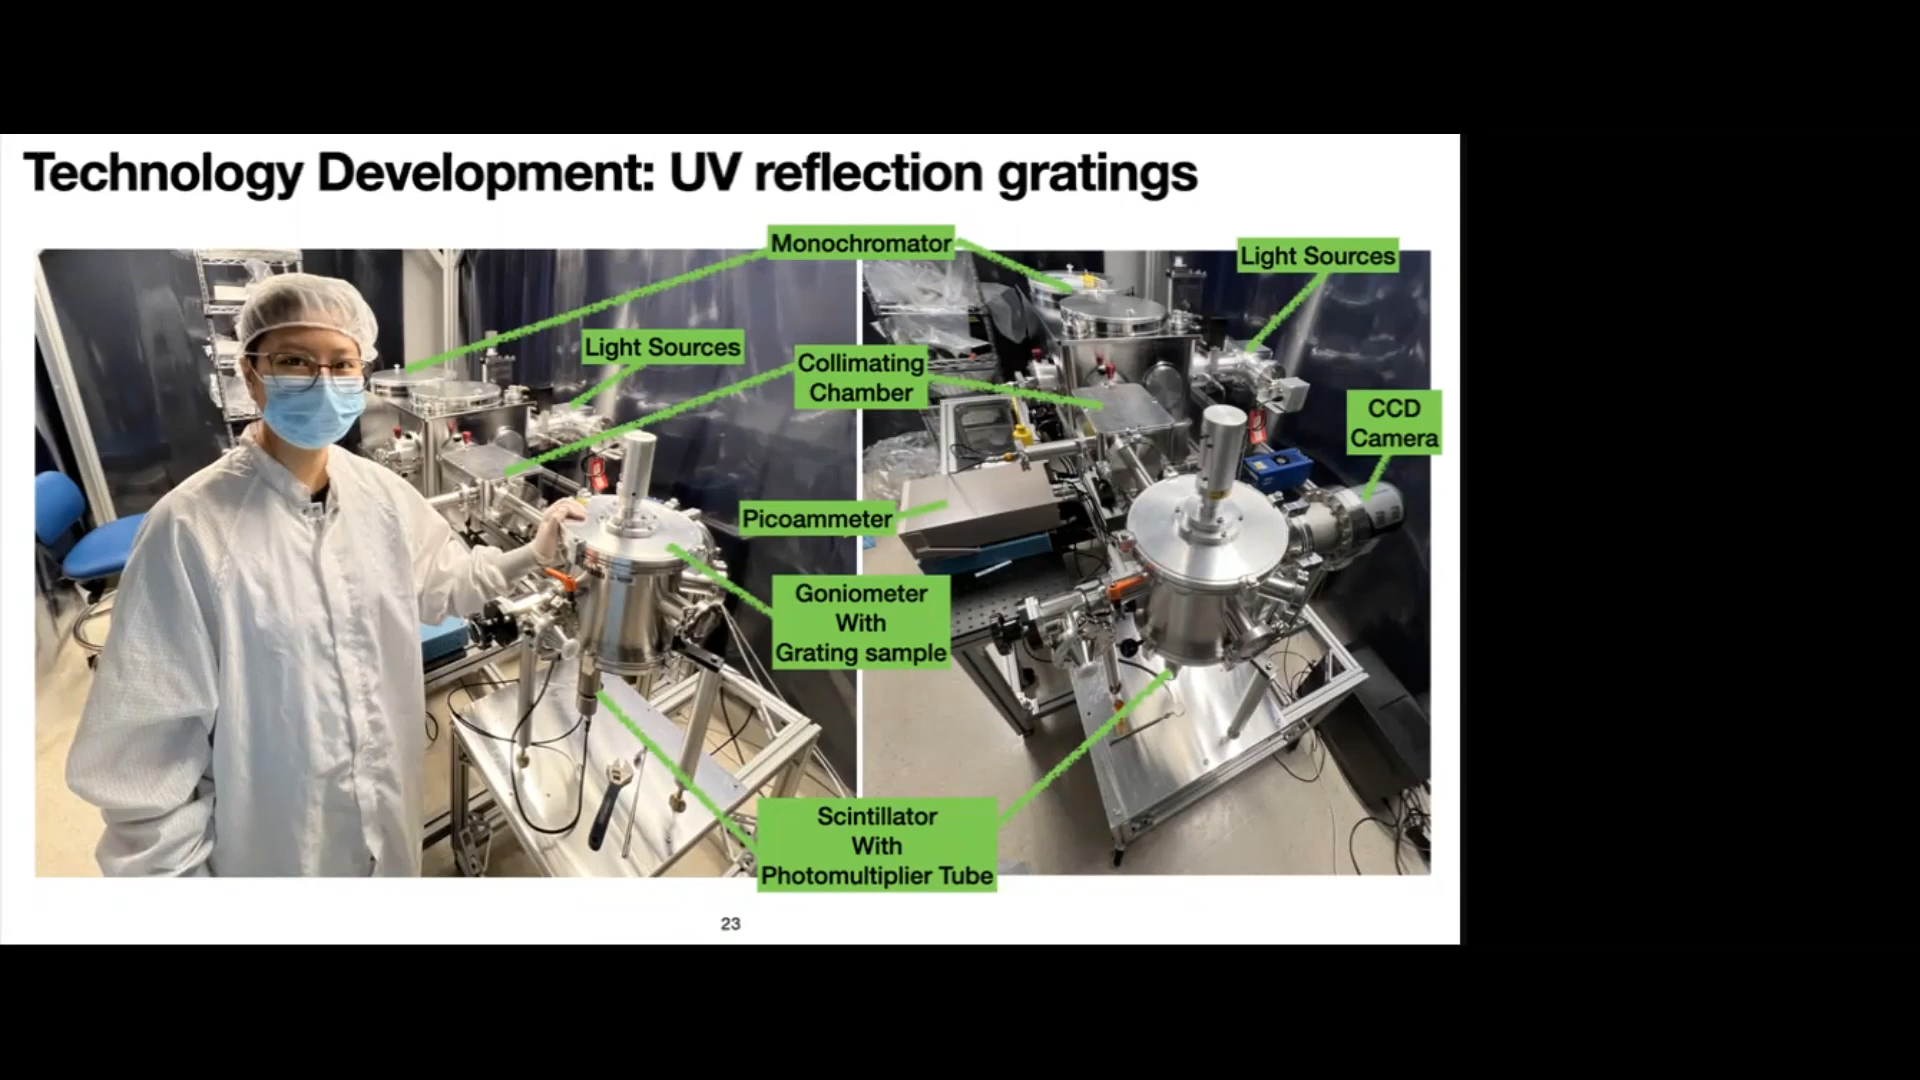 Technology Development: UV reflection gratings
Monochromator
Light Sources
Light Sources
Collimating
Chamber
CCD
Camera
Picoammeter
Goniometer
With
Grating sample
Scintillator
With
Photomultiplier Tube
23